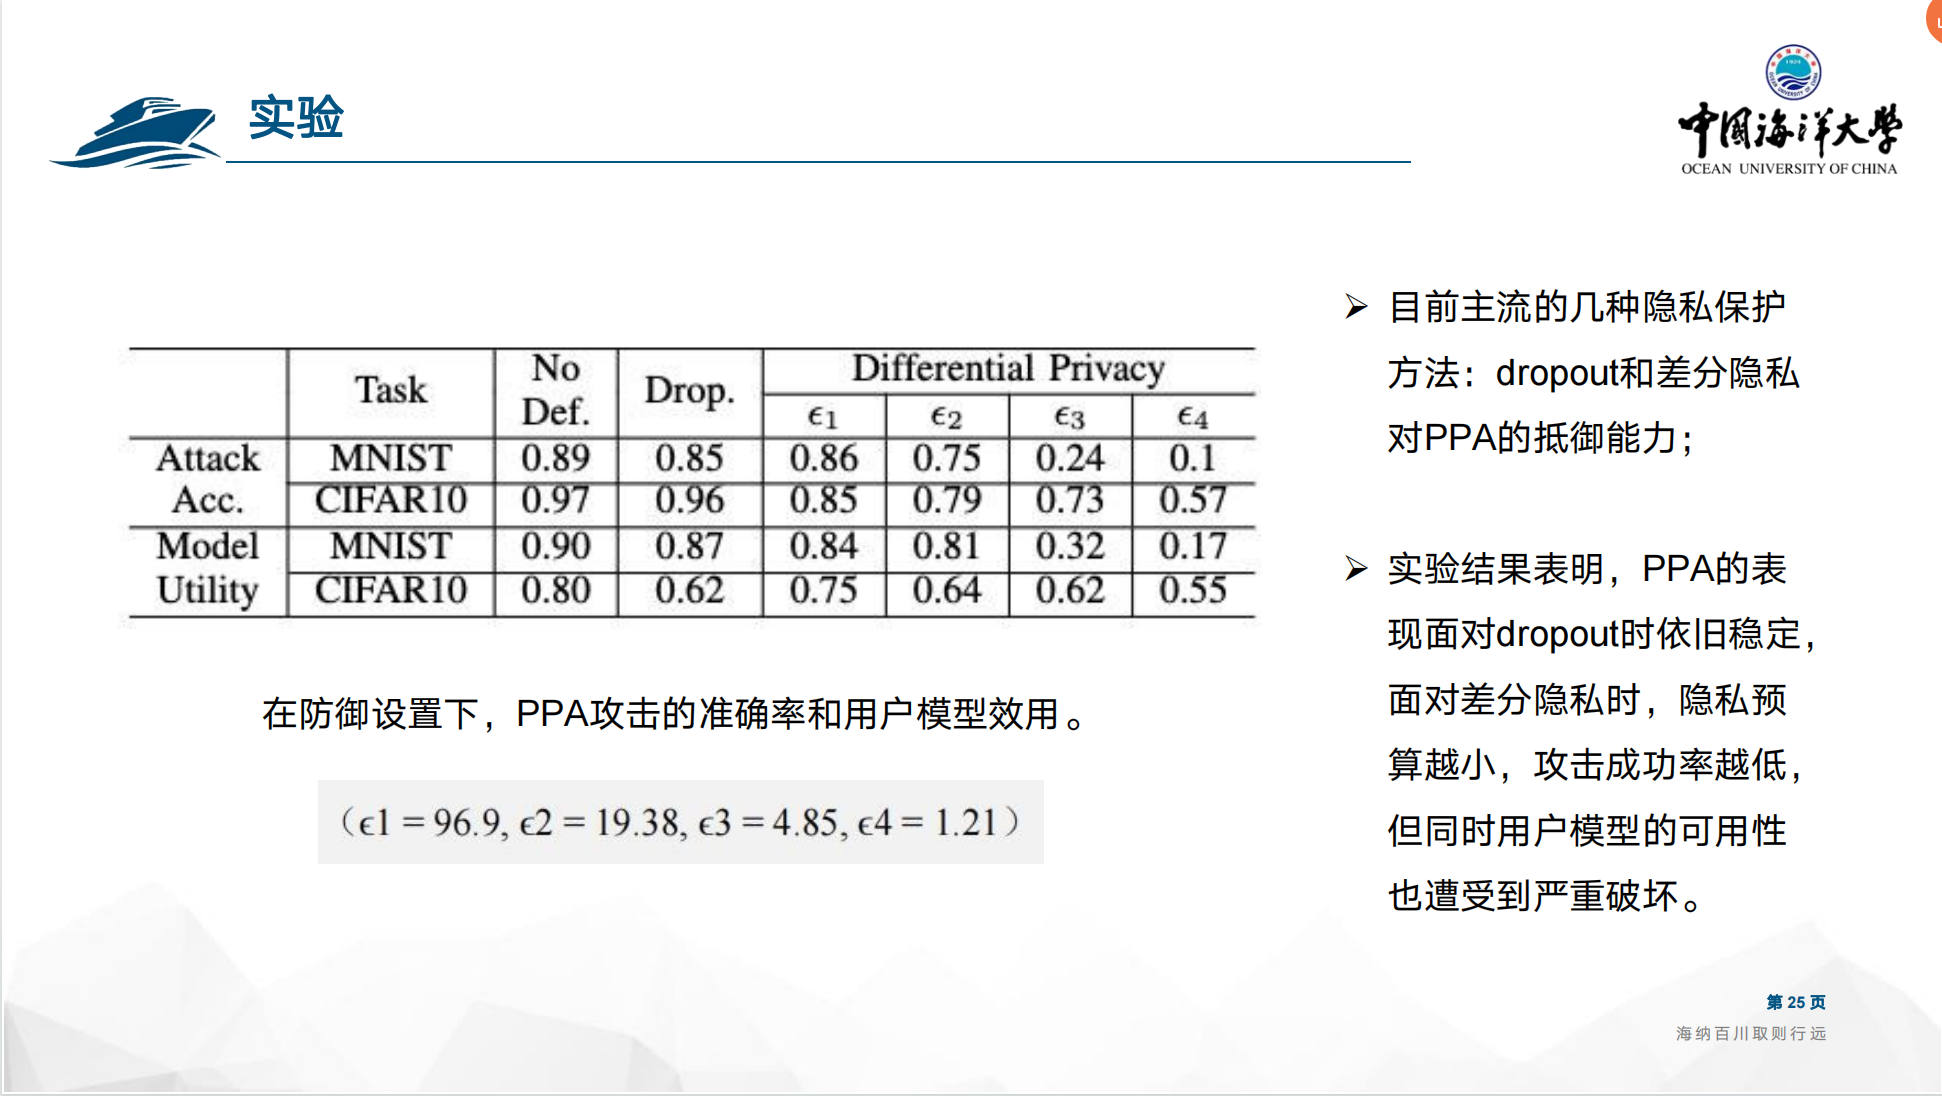 实验
中国海洋大学
OCEAN UNIVERSITY OF CHINA
Task No Def. Drop. Differential Privacy
ϵ1 ϵ2 ϵ3 ϵ4
Attack Acc. MNIST 0.89 0.85 0.86 0.75 0.24 0.1
CIFAR10 0.97 0.96 0.85 0.79 0.73 0.57
Model Utility MNIST 0.90 0.87 0.84 0.81 0.32 0.17
CIFAR10 0.80 0.62 0.75 0.64 0.62 0.55
在防御设置下，PPA攻击的准确率和用户模型效用。
（ϵ1 = 96.9, ϵ2 = 19.38, ϵ3 = 4.85, ϵ4 = 1.21）
➢ 目前主流的几种隐私保护
方法：dropout和差分隐私
对PPA的抵御能力；
➢ 实验结果表明，PPA的表
现面对dropout时依旧稳定，
面对差分隐私时，隐私预
算越小，攻击成功率越低，
但同时用户模型的可用性
也遭受到严重破坏。
第 25 页
海纳百川取则行远